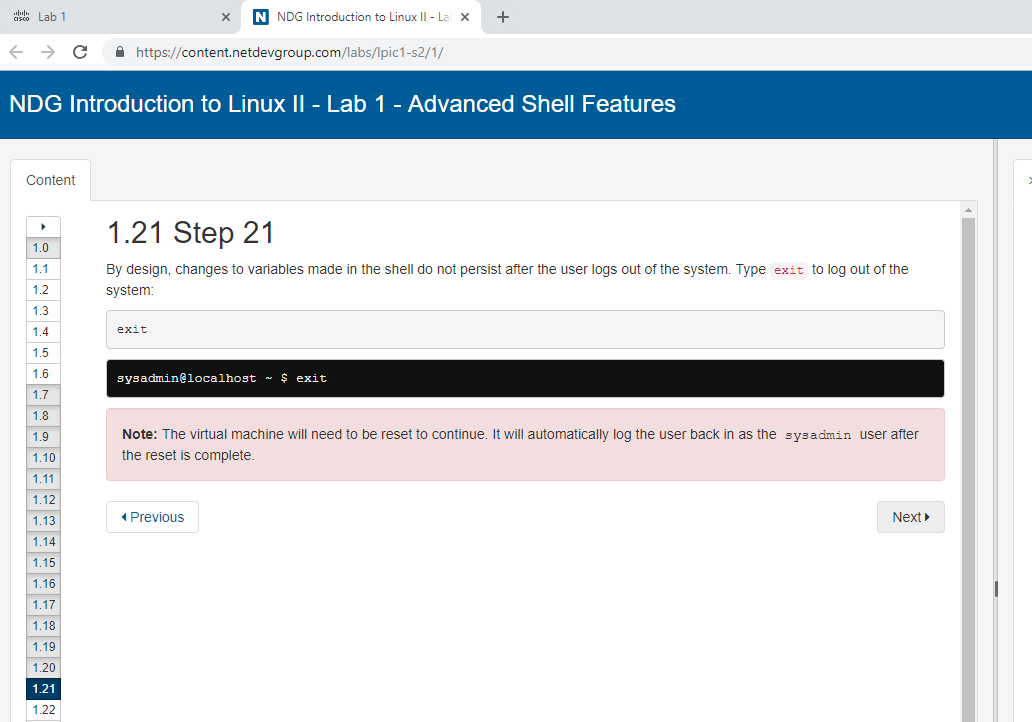 cisco Lab 1
N NDG Introduction to Linux II - La
https://content.netdevgroup.com/labs/lpic1-s2/1/
NDG Introduction to Linux II - Lab 1 - Advanced Shell Features
Content
1.0
1.1
1.2
1.3
1.4
1.5
1.6
1.7
1.8
1.9
1.10
1.11
1.12
1.13
1.14
1.15
1.16
1.17
1.18
1.19
1.20
1.21
1.22
1.21 Step 21
By design, changes to variables made in the shell do not persist after the user logs out of the system. Type exit to log out of the
system:
exit
sysadmin@localhost ~ $ exit
Note: The virtual machine will need to be reset to continue. It will automatically log the user back in as the sysadmin user after
the reset is complete.
Previous
Next